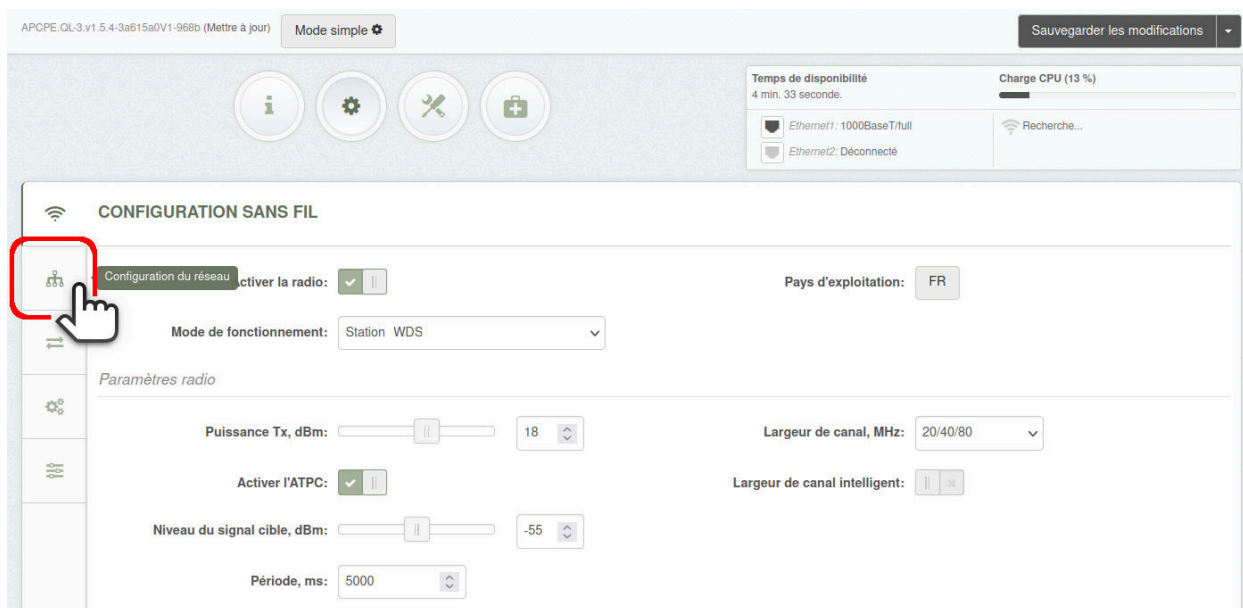 APCPE.QL-3.v1.5.4-3a615a0V1-968b (Mettre à jour)
Mode simple
Sauvegarder les modifications
Temps de disponibilité
4 min. 33 seconde.
Charge CPU (13 %)
Ethernet1: 1000BaseT/full
Recherche...
Ethernet2: Déconnecté
CONFIGURATION SANS FIL
Configuration du réseau
ctiver la radio:
Pays d'exploitation:
FR
Mode de fonctionnement:
Station WDS
Paramètres radio
Puissance Tx, dBm:
18
Largeur de canal, MHz:
20/40/80
Activer l'ATPC:
Largeur de canal intelligent:
Niveau du signal cible, dBm:
-55
Période, ms:
5000